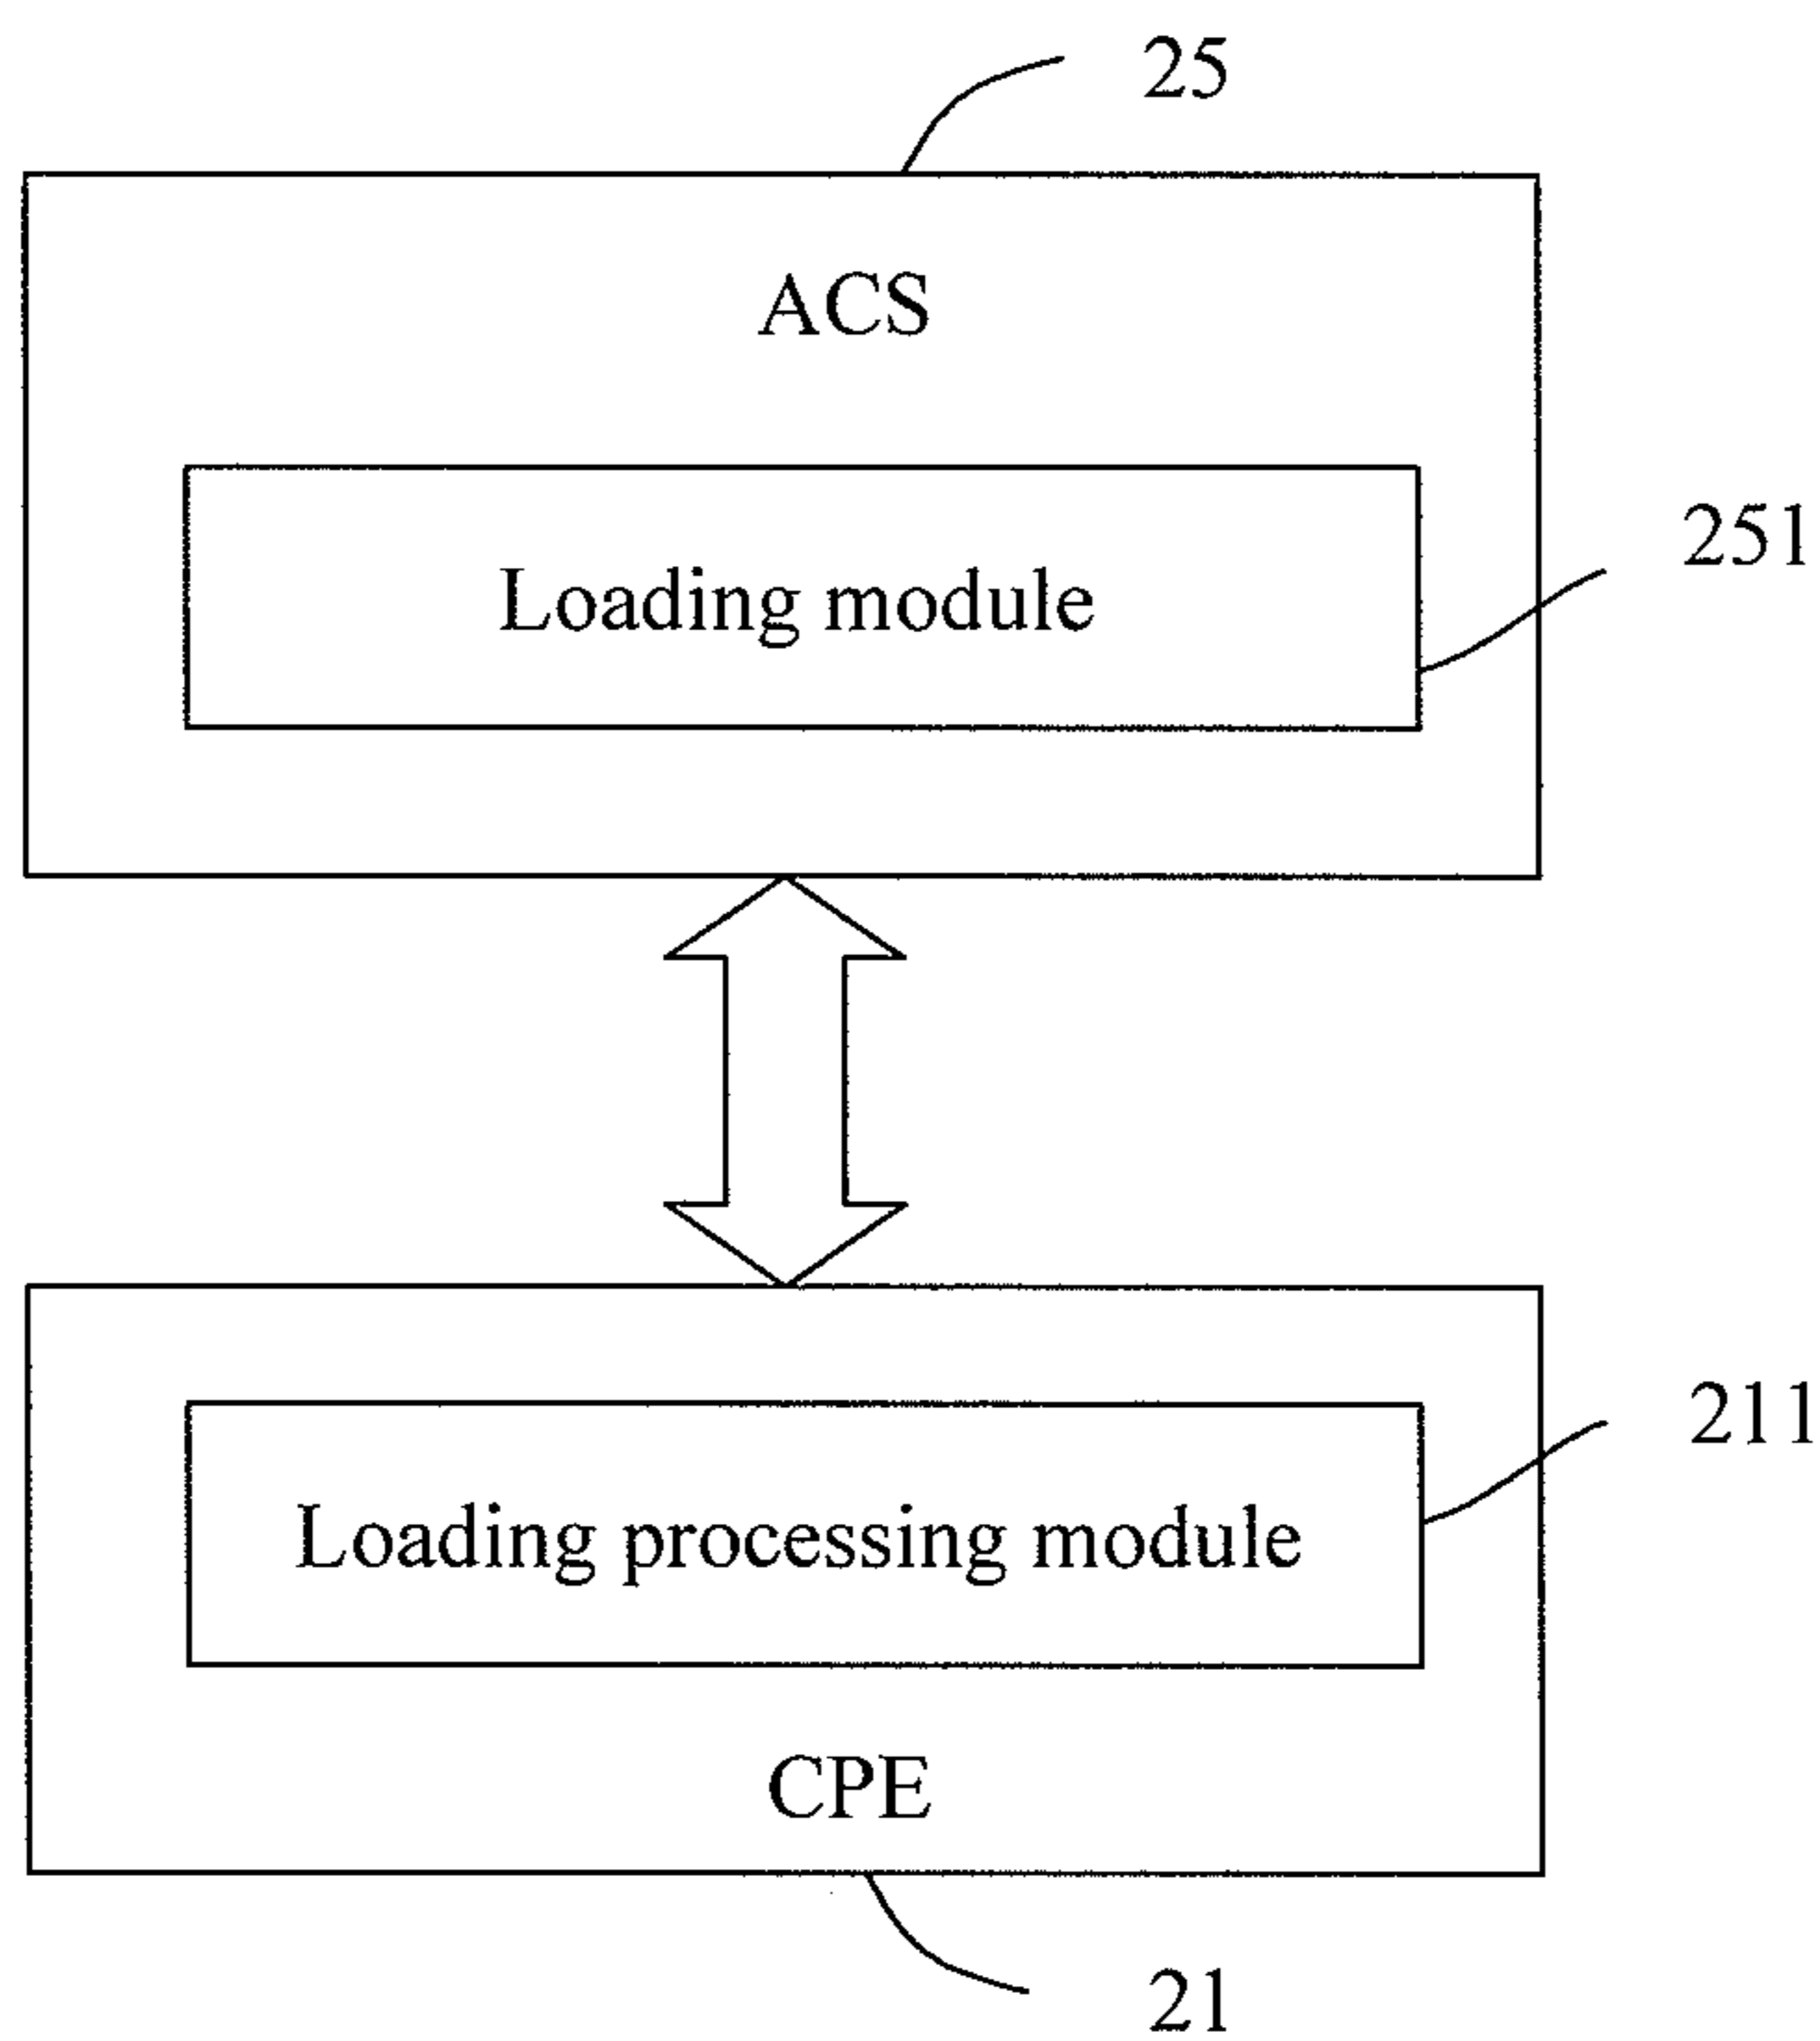 25
ACS
251
Loading module
211
Loading processing module
CPE
21